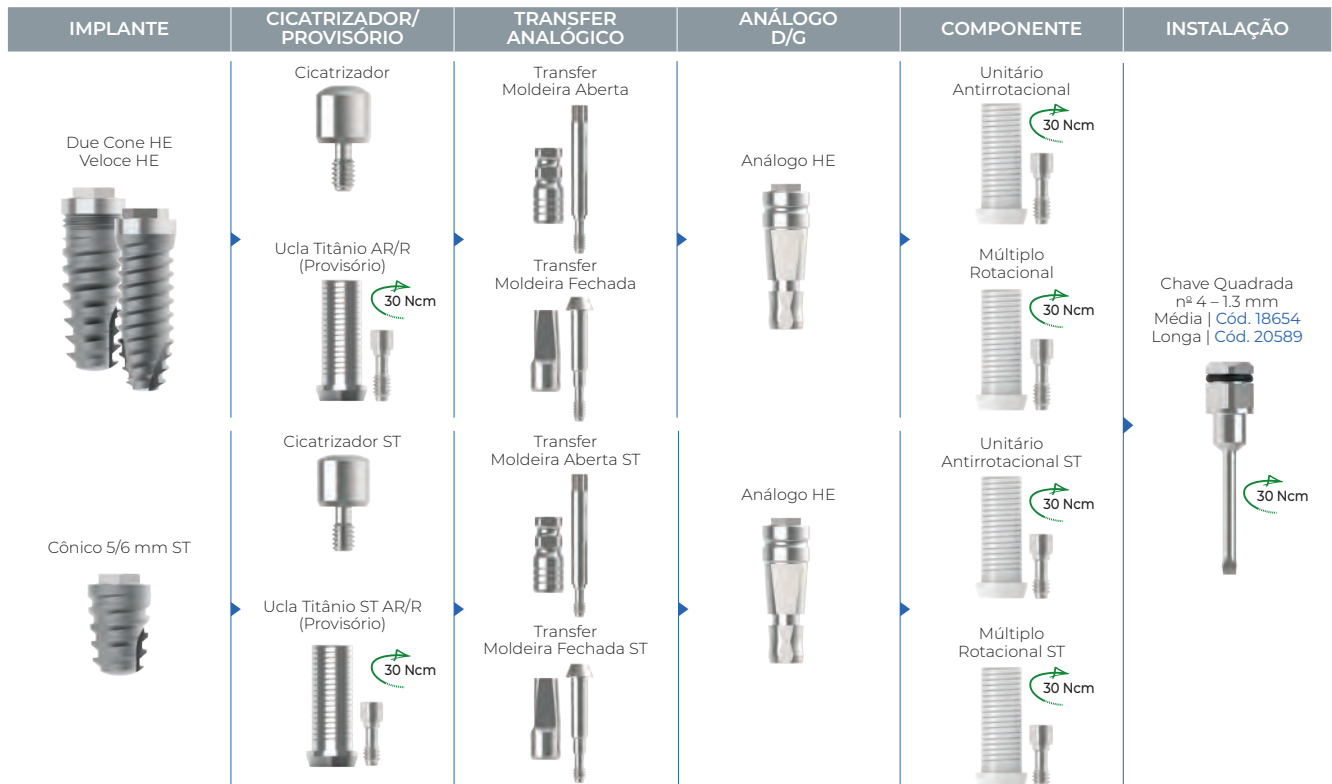 IMPLANTE
CICATRIZADOR/
PROVISÓRIO
TRANSFER
ANALÓGICO
ANÁLOGO
D/G
COMPONENTE
INSTALAÇÃO
Due Cone HE
Veloce HE
Cicatrizador
Ucla Titânio AR/R
(Provisório)
30 Ncm
Transfer
Moldeira Aberta
Transfer
Moldeira Fechada
Análogo HE
Unitário
Antirrotacional
30 Ncm
Múltiplo
Rotacional
30 Ncm
Chave Quadrada
nº 4 – 1.3 mm
Média | Cód. 18654
Longa | Cód. 20589
30 Ncm
Cônico 5/6 mm ST
Cicatrizador ST
Ucla Titânio ST AR/R
(Provisório)
30 Ncm
Transfer
Moldeira Aberta ST
Transfer
Moldeira Fechada ST
Análogo HE
Unitário
Antirrotacional ST
30 Ncm
Múltiplo
Rotacional ST
30 Ncm